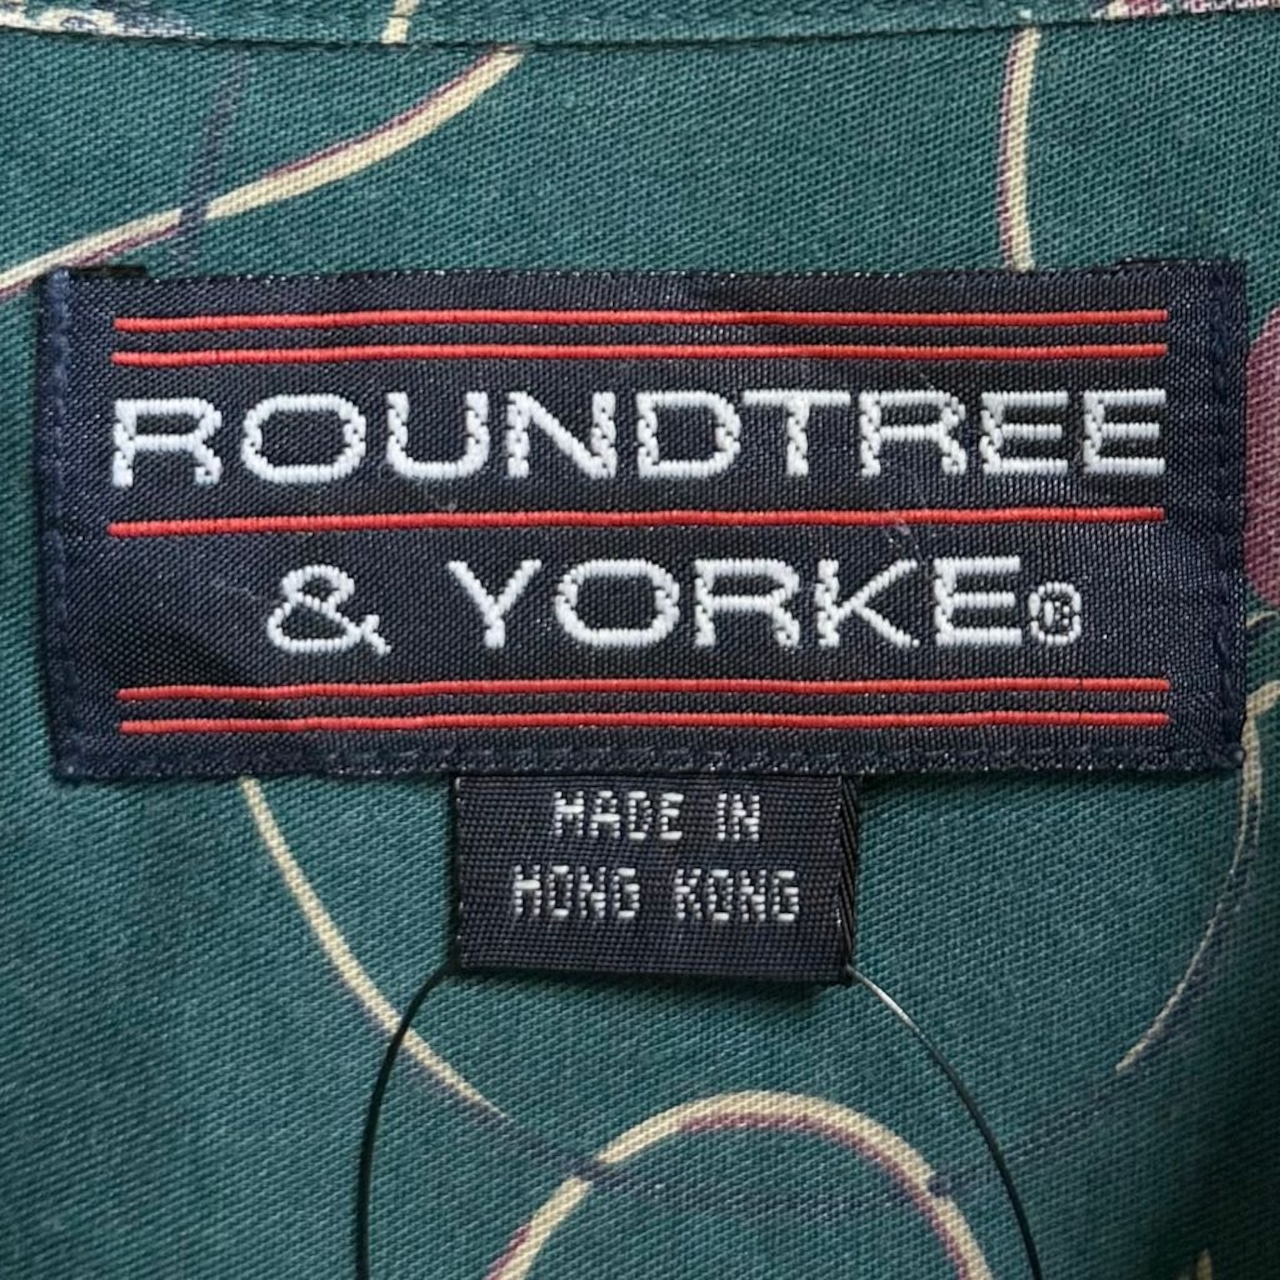 ROUNDTREE
& YORKE®
MADE IN
HONG KONG